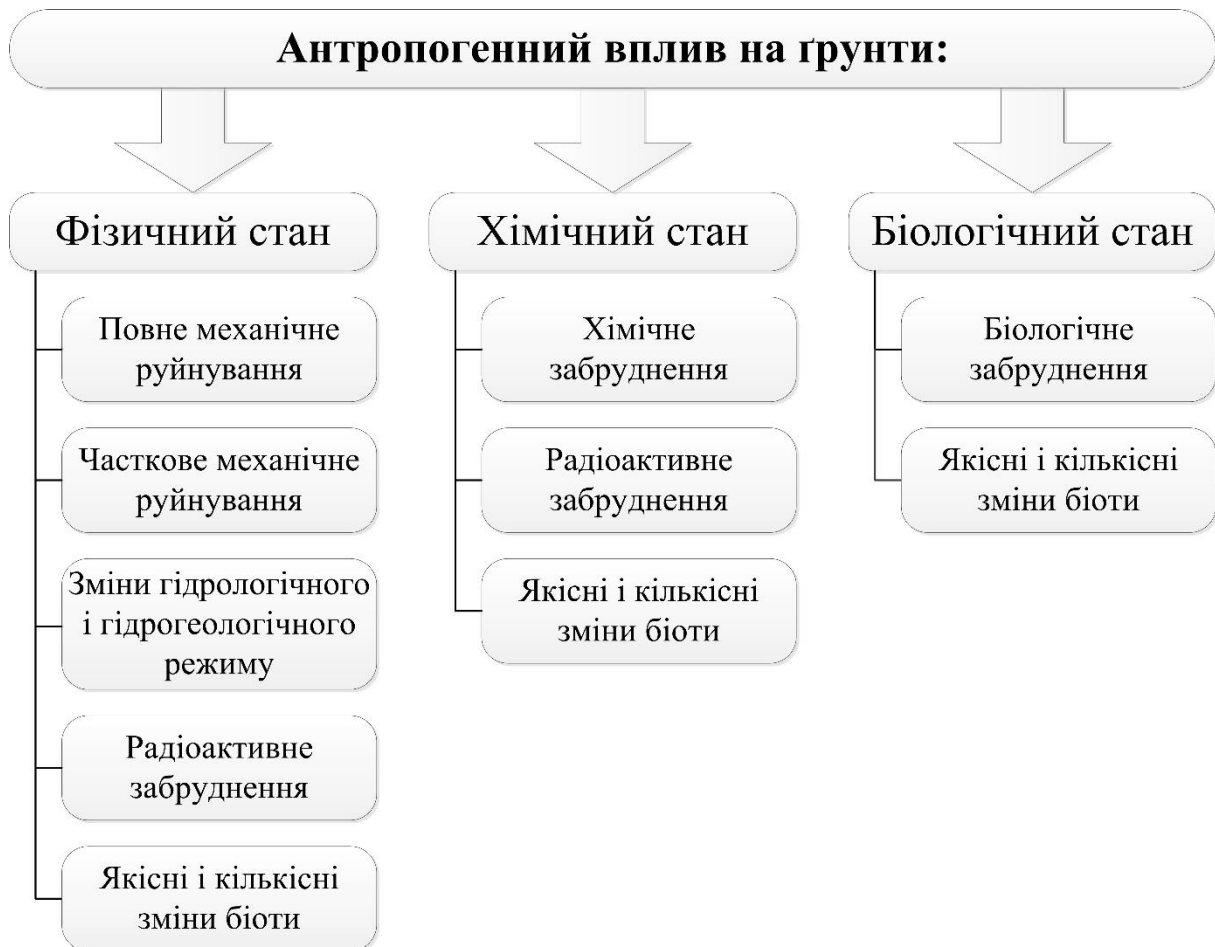 Антропогенний вплив на ґрунти:
Фізичний стан
Повне механічне
руйнування
Часткове механічне
руйнування
Зміни гідрологічного
і гідрогеологічного
режиму
Радіоактивне
забруднення
Якісні і кількісні
зміни біоти
Хімічний стан
Хімічне
забруднення
Радіоактивне
забруднення
Якісні і кількісні
зміни біоти
Біологічний стан
Біологічне
забруднення
Якісні і кількісні
зміни біоти